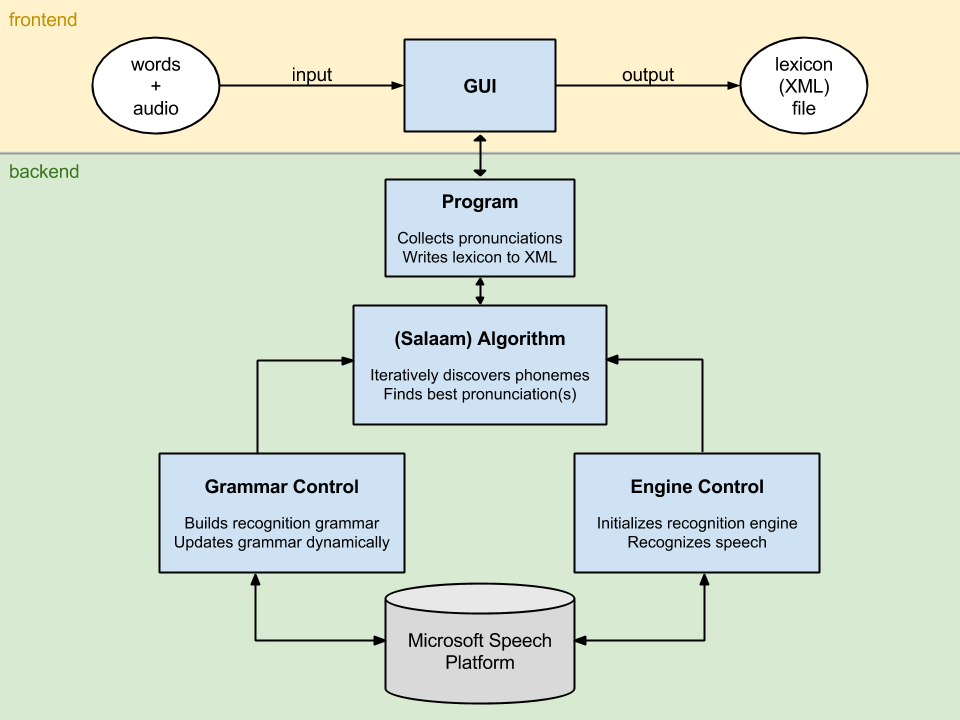 frontend
words
+
audio
input
GUI
output
lexicon
(XML)
file
backend
Program
Collects pronunciations
Writes lexicon to XML
(Salaam) Algorithm
Iteratively discovers phonemes
Finds best pronunciation(s)
Grammar Control
Builds recognition grammar
Updates grammar dynamically
Engine Control
Initializes recognition engine
Recognizes speech
Microsoft Speech
Platform